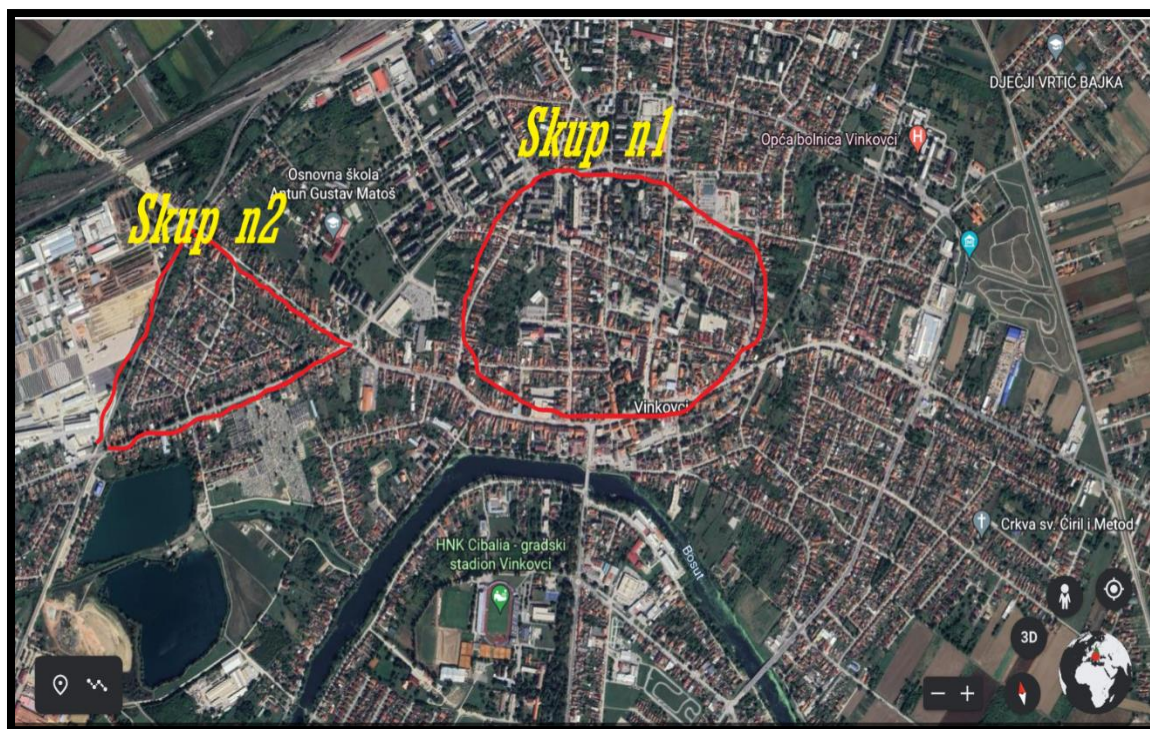 DJEČJI VRTIĆ BAJKA
Skup n1
Opća bolnica Vinkovci
H
Osnovna škola
Antun Gustav Matoš
Skup n2
Vinkovci
Crkva sv. Ćiril i Metod
HNK Cibalia - gradski
stadion Vinkovci
Bosut
3D